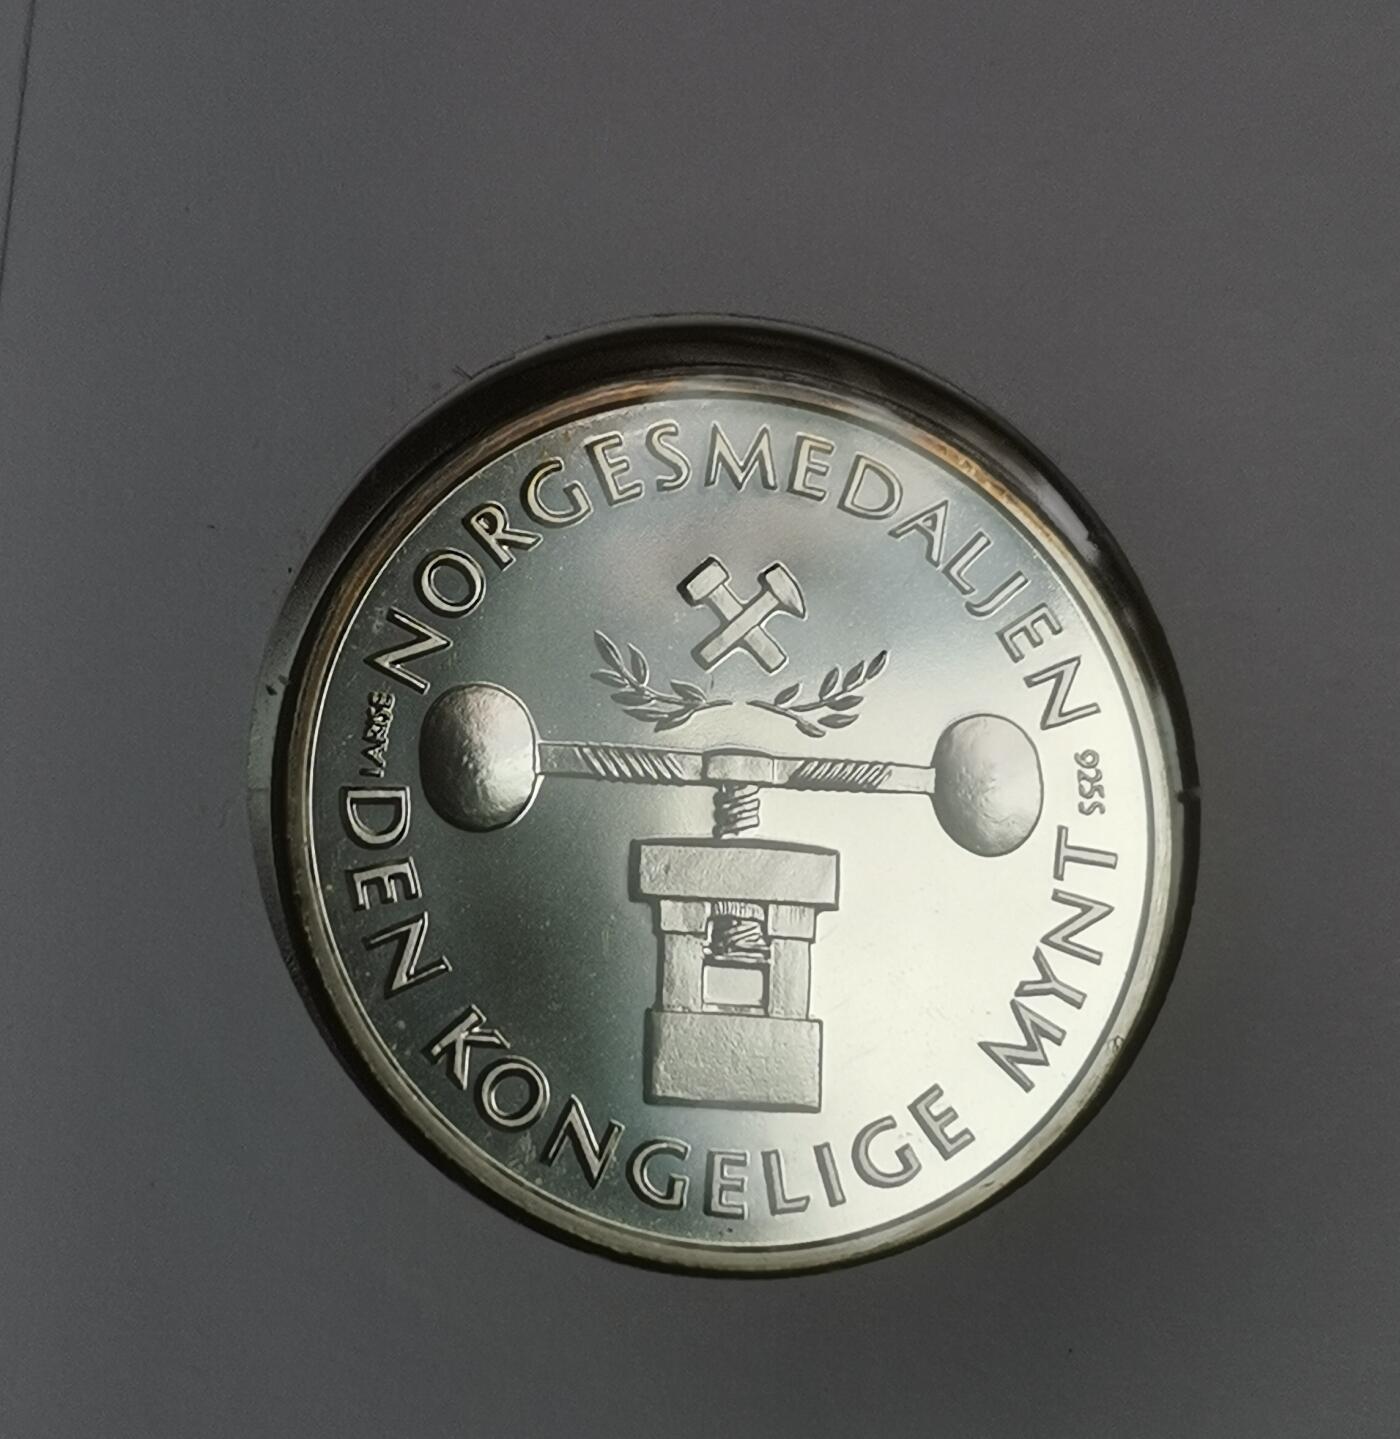 NORGESMEDALJEN
925S
DEN KONGELIGE MYNT